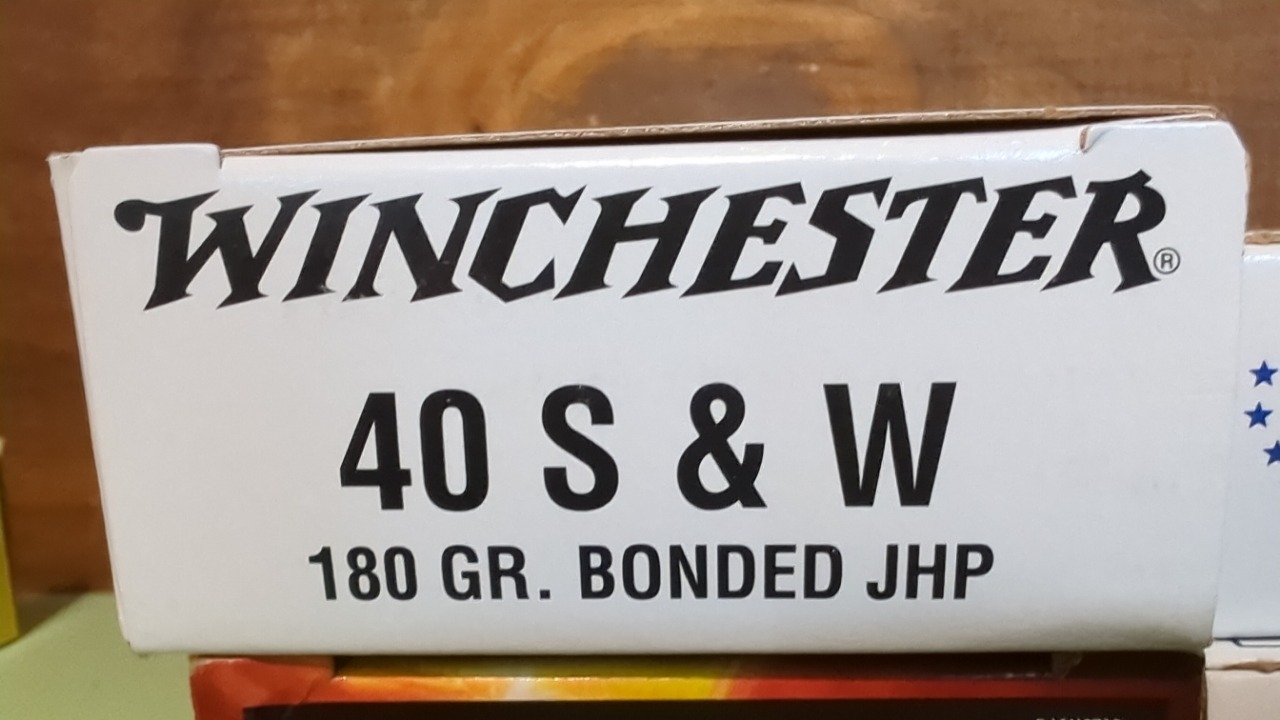 WINCHESTER®
40 S & W
180 GR. BONDED JHP